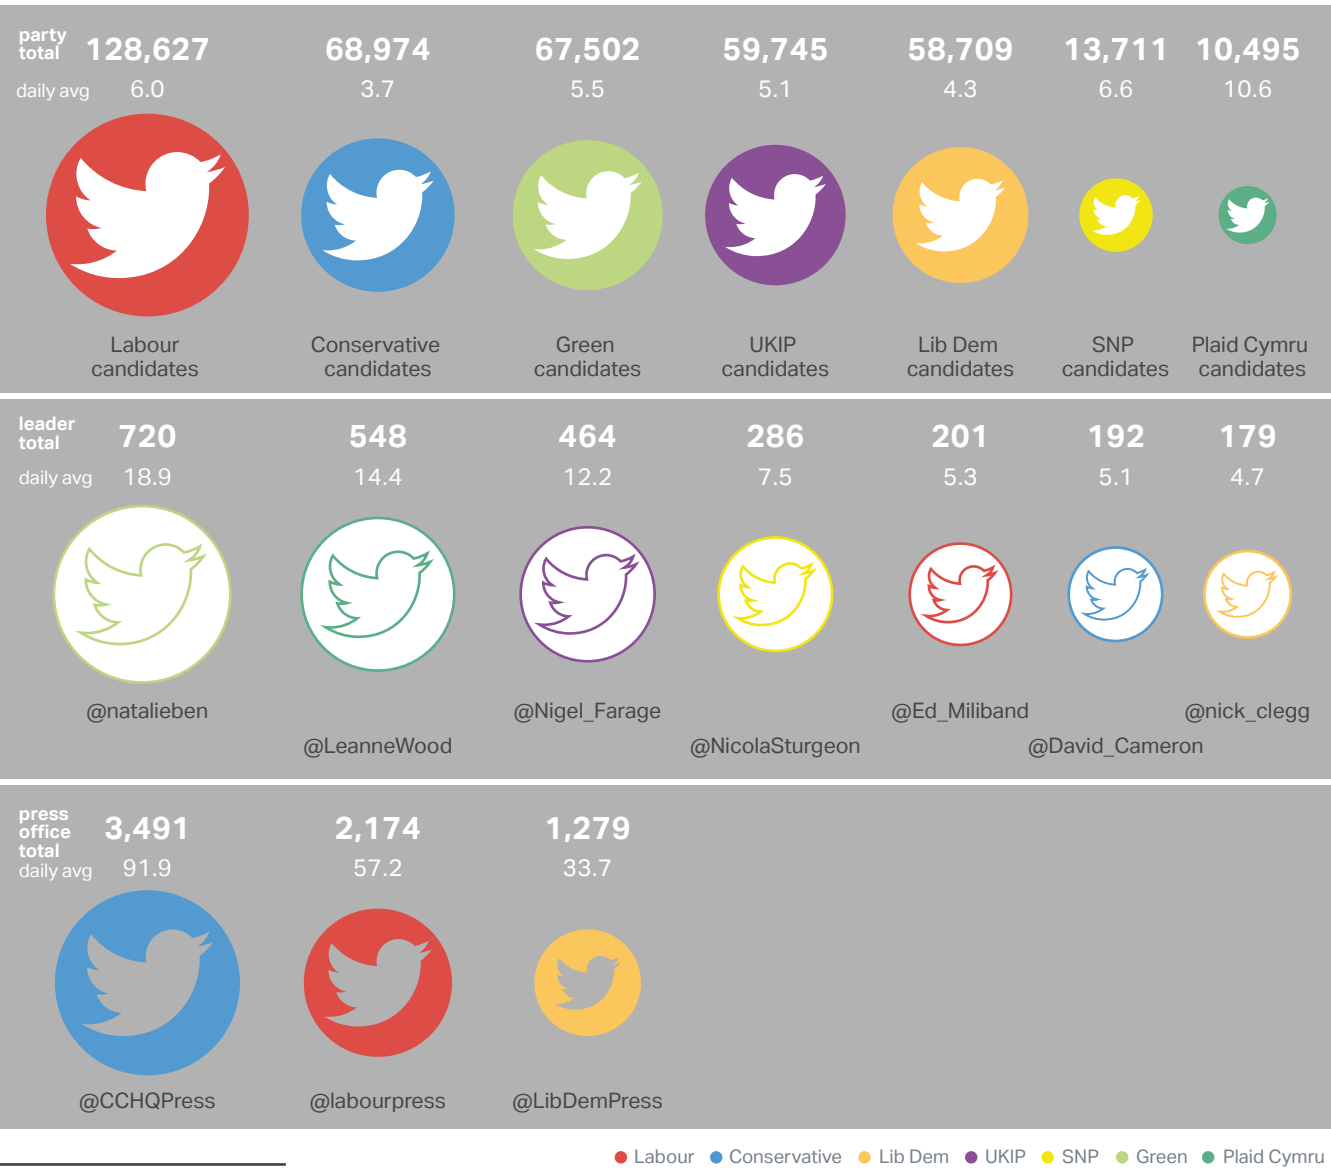 party
total 128,627 68,974 67,502 59,745 58,709 13,711 10,495
daily avg 6.0 3.7 5.5 5.1 4.3 6.6 10.6
Labour Conservative Green UKIP Lib Dem SNP Plaid Cymru
candidates candidates candidates candidates candidates candidates candidates
leader
total 720 548 464 286 201 192 179
daily avg 18.9 14.4 12.2 7.5 5.3 5.1 4.7
@natalieben @Nigel_Farage @Ed_Miliband @nick_clegg
@LeanneWood @NicolaSturgeon @David_Cameron
press
office 3,491 2,174 1,279
total
daily avg 91.9 57.2 33.7
@CCHQPress @labourpress @LibDemPress
Labour Conservative Lib Dem UKIP SNP Green Plaid Cymru